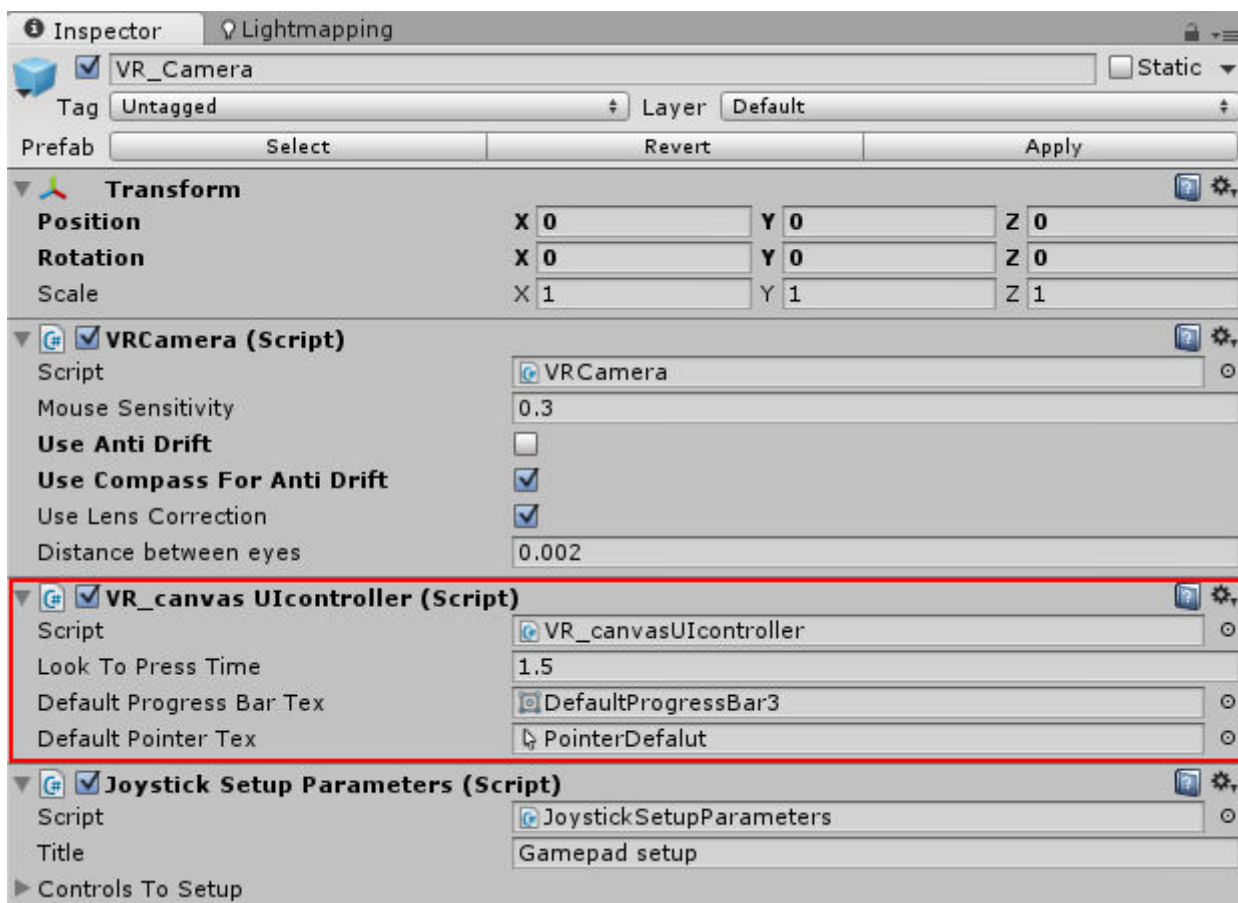 Inspector Lightmapping
VR_Camera Static
Tag Untagged Layer Default
Prefab Select Revert Apply
Transform
Position X 0 Y 0 Z 0
Rotation X 0 Y 0 Z 0
Scale X 1 Y 1 Z 1
VRCamera (Script)
Script VRCamera
Mouse Sensitivity 0.3
Use Anti Drift
Use Compass For Anti Drift
Use Lens Correction
Distance between eyes 0.002
VR_canvas UIcontroller (Script)
Script VR_canvasUIcontroller
Look To Press Time 1.5
Default Progress Bar Tex DefaultProgressBar3
Default Pointer Tex PointerDefalut
Joystick Setup Parameters (Script)
Script JoystickSetupParameters
Title Gamepad setup
Controls To Setup